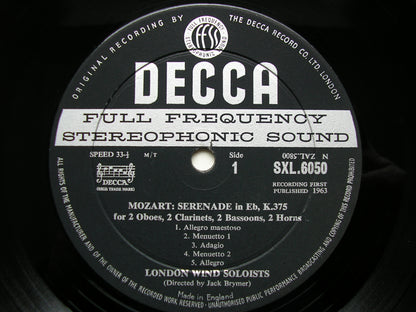 ORIGINAL RECORDING BY THE DECCA RECORD CO. LTD. LONDON
FULL FREQUENCY
FFSS
STEREOPHONIC
DECCA
FULL FREQUENCY
STEREOPHONIC SOUND
SPEED 33⅓ M/T
Side
1
ZAL.5800 N
SXL.6050
DECCA
RECORDING FIRST
PUBLISHED 1963
MOZART: SERENADE in Eb, K.375
for 2 Oboes, 2 Clarinets, 2 Bassoons, 2 Horns
1. Allegro maestoso
2. Menuetto 1
3. Adagio
4. Menuetto 2
5. Allegro
LONDON WIND SOLOISTS
(Directed by Jack Brymer)
Made in England
ALL RIGHTS OF THE MANUFACTURER AND OF THE OWNER OF THE RECORDED WORK RESERVED · UNAUTHORISED PUBLIC PERFORMANCE BROADCASTING AND COPYING OF THIS RECORD PROHIBITED